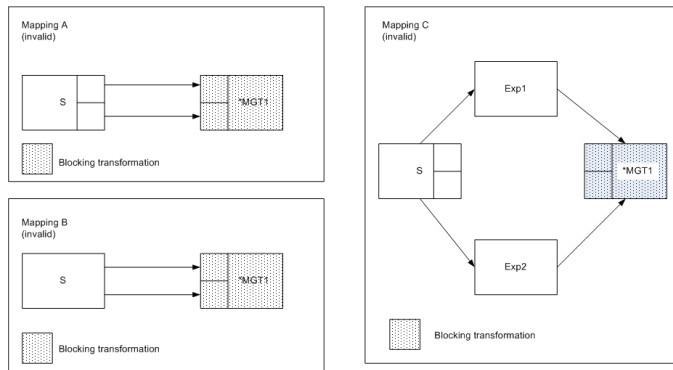 Mapping A
(invalid)
S
*MGT1
Blocking transformation
Mapping B
(invalid)
S
*MGT1
Blocking transformation
Mapping C
(invalid)
Exp1
S
*MGT1
Exp2
Blocking transformation